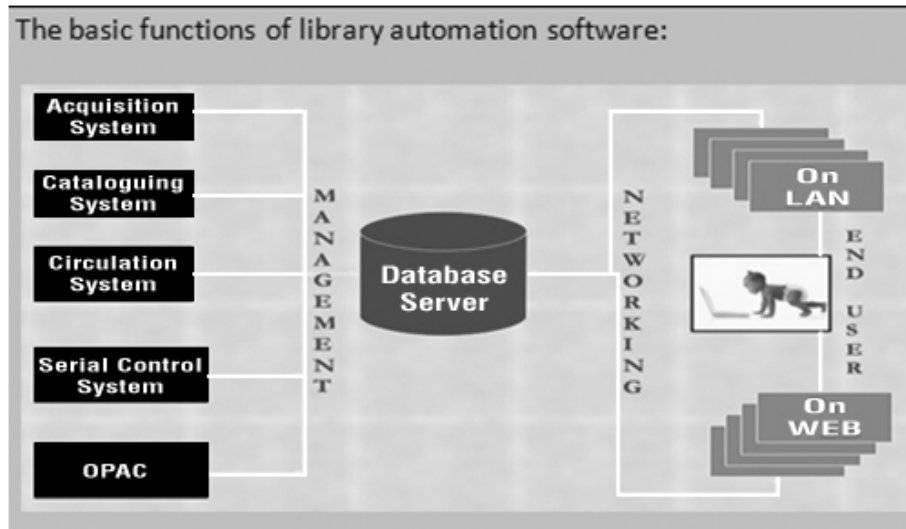 The basic functions of library automation software:
Acquisition
System
Cataloguing
System
Circulation
System
Serial Control
System
OPAC
MANAGEMENT
Database
Server
NETWORKING
On
LAN
END USER
On
WEB